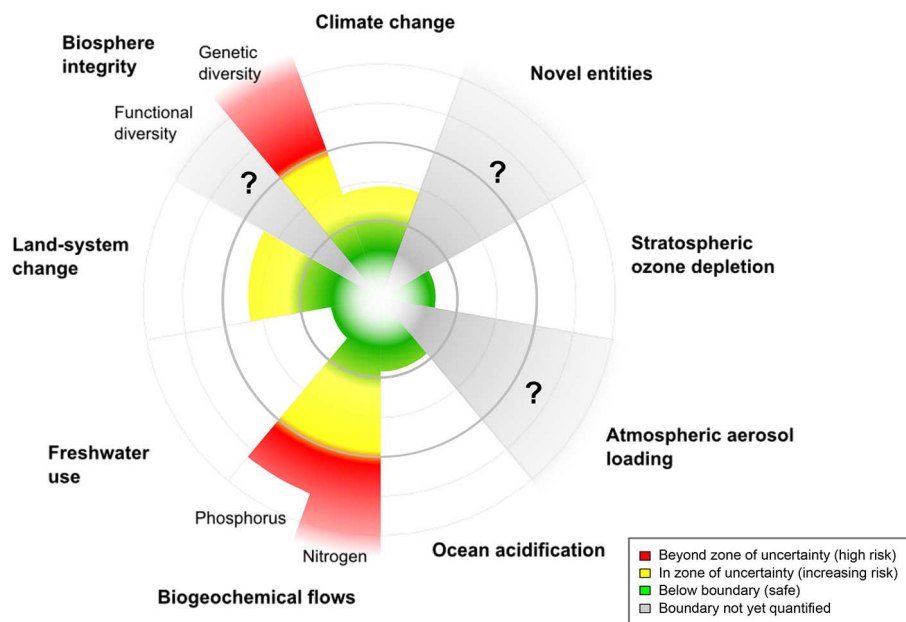 Climate change
Biosphere
integrity
Genetic
diversity
Novel entities
Functional
diversity
?
?
Land-system
change
Stratospheric
ozone depletion
?
Freshwater
use
Atmospheric aerosol
loading
Phosphorus
Nitrogen
Ocean acidification
Biogeochemical flows
Beyond zone of uncertainty (high risk)
In zone of uncertainty (increasing risk)
Below boundary (safe)
Boundary not yet quantified